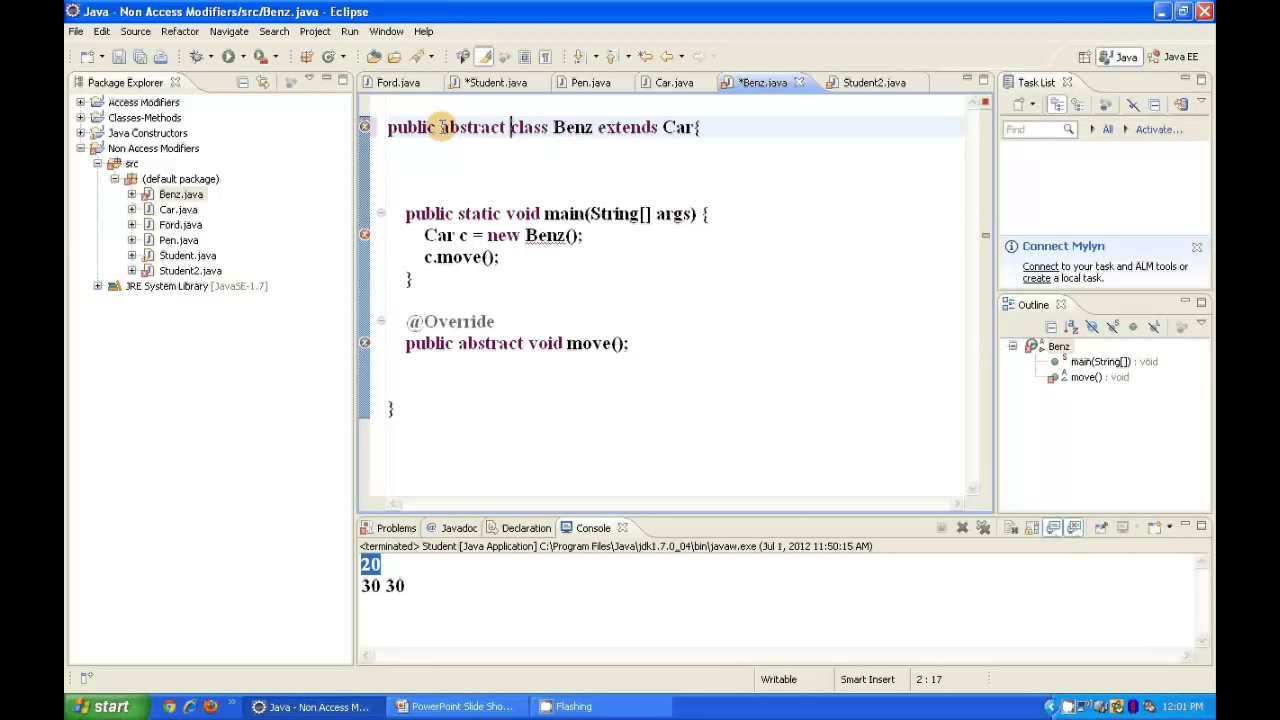 Java - Non Access Modifiers/src/Benz.java - Eclipse
File Edit Source Refactor Navigate Search Project Run Window Help
Java Java EE
Package Explorer
Ford.java *Student.java Pen.java Car.java *Benz.java Student2.java
Task List
Access Modifiers
Classes-Methods
Java Constructors
Non Access Modifiers
src
(default package)
Benz.java
Car.java
Ford.java
Pen.java
Student.java
Student2.java
JRE System Library [JavaSE-1.7]
public abstract class Benz extends Car{
public static void main(String[] args) {
Car c = new Benz();
c.move();
}
@Override
public abstract void move();
}
Find All Activate...
Connect Mylyn
Connect to your task and ALM tools or
create a local task.
Outline
Benz
main(String[]) : void
move() : void
Problems Javadoc Declaration Console
<terminated> Student [Java Application] C:\Program Files\Java\jdk1.7.0_04\bin\javaw.exe (Jul 1, 2012 11:50:15 AM)
20
30 30
Writable Smart Insert 2 : 17
start Java - Non Access M... PowerPoint Slide Sho... Flashing 12:01 PM